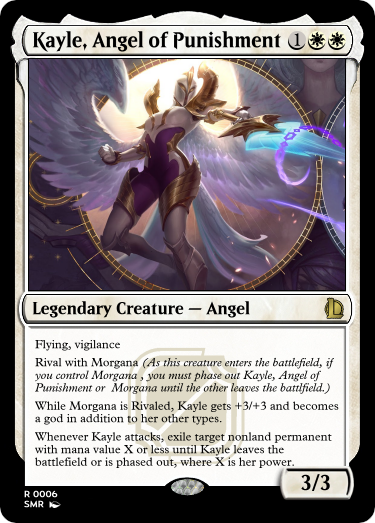 Kayle, Angel of Punishment 1
Legendary Creature — Angel
Flying, vigilance
Rival with Morgana (As this creature enters the battlefield, if
you control Morgana , you must phase out Kayle, Angel of
Punishment or Morgana until the other leaves the battlfield.)
While Morgana is Rivaled, Kayle gets +3/+3 and becomes
a god in addition to her other types.
Whenever Kayle attacks, exile target nonland permanent
with mana value X or less until Kayle leaves the
battlefield or is phased out, where X is her power.
3/3
R 0006
SMR